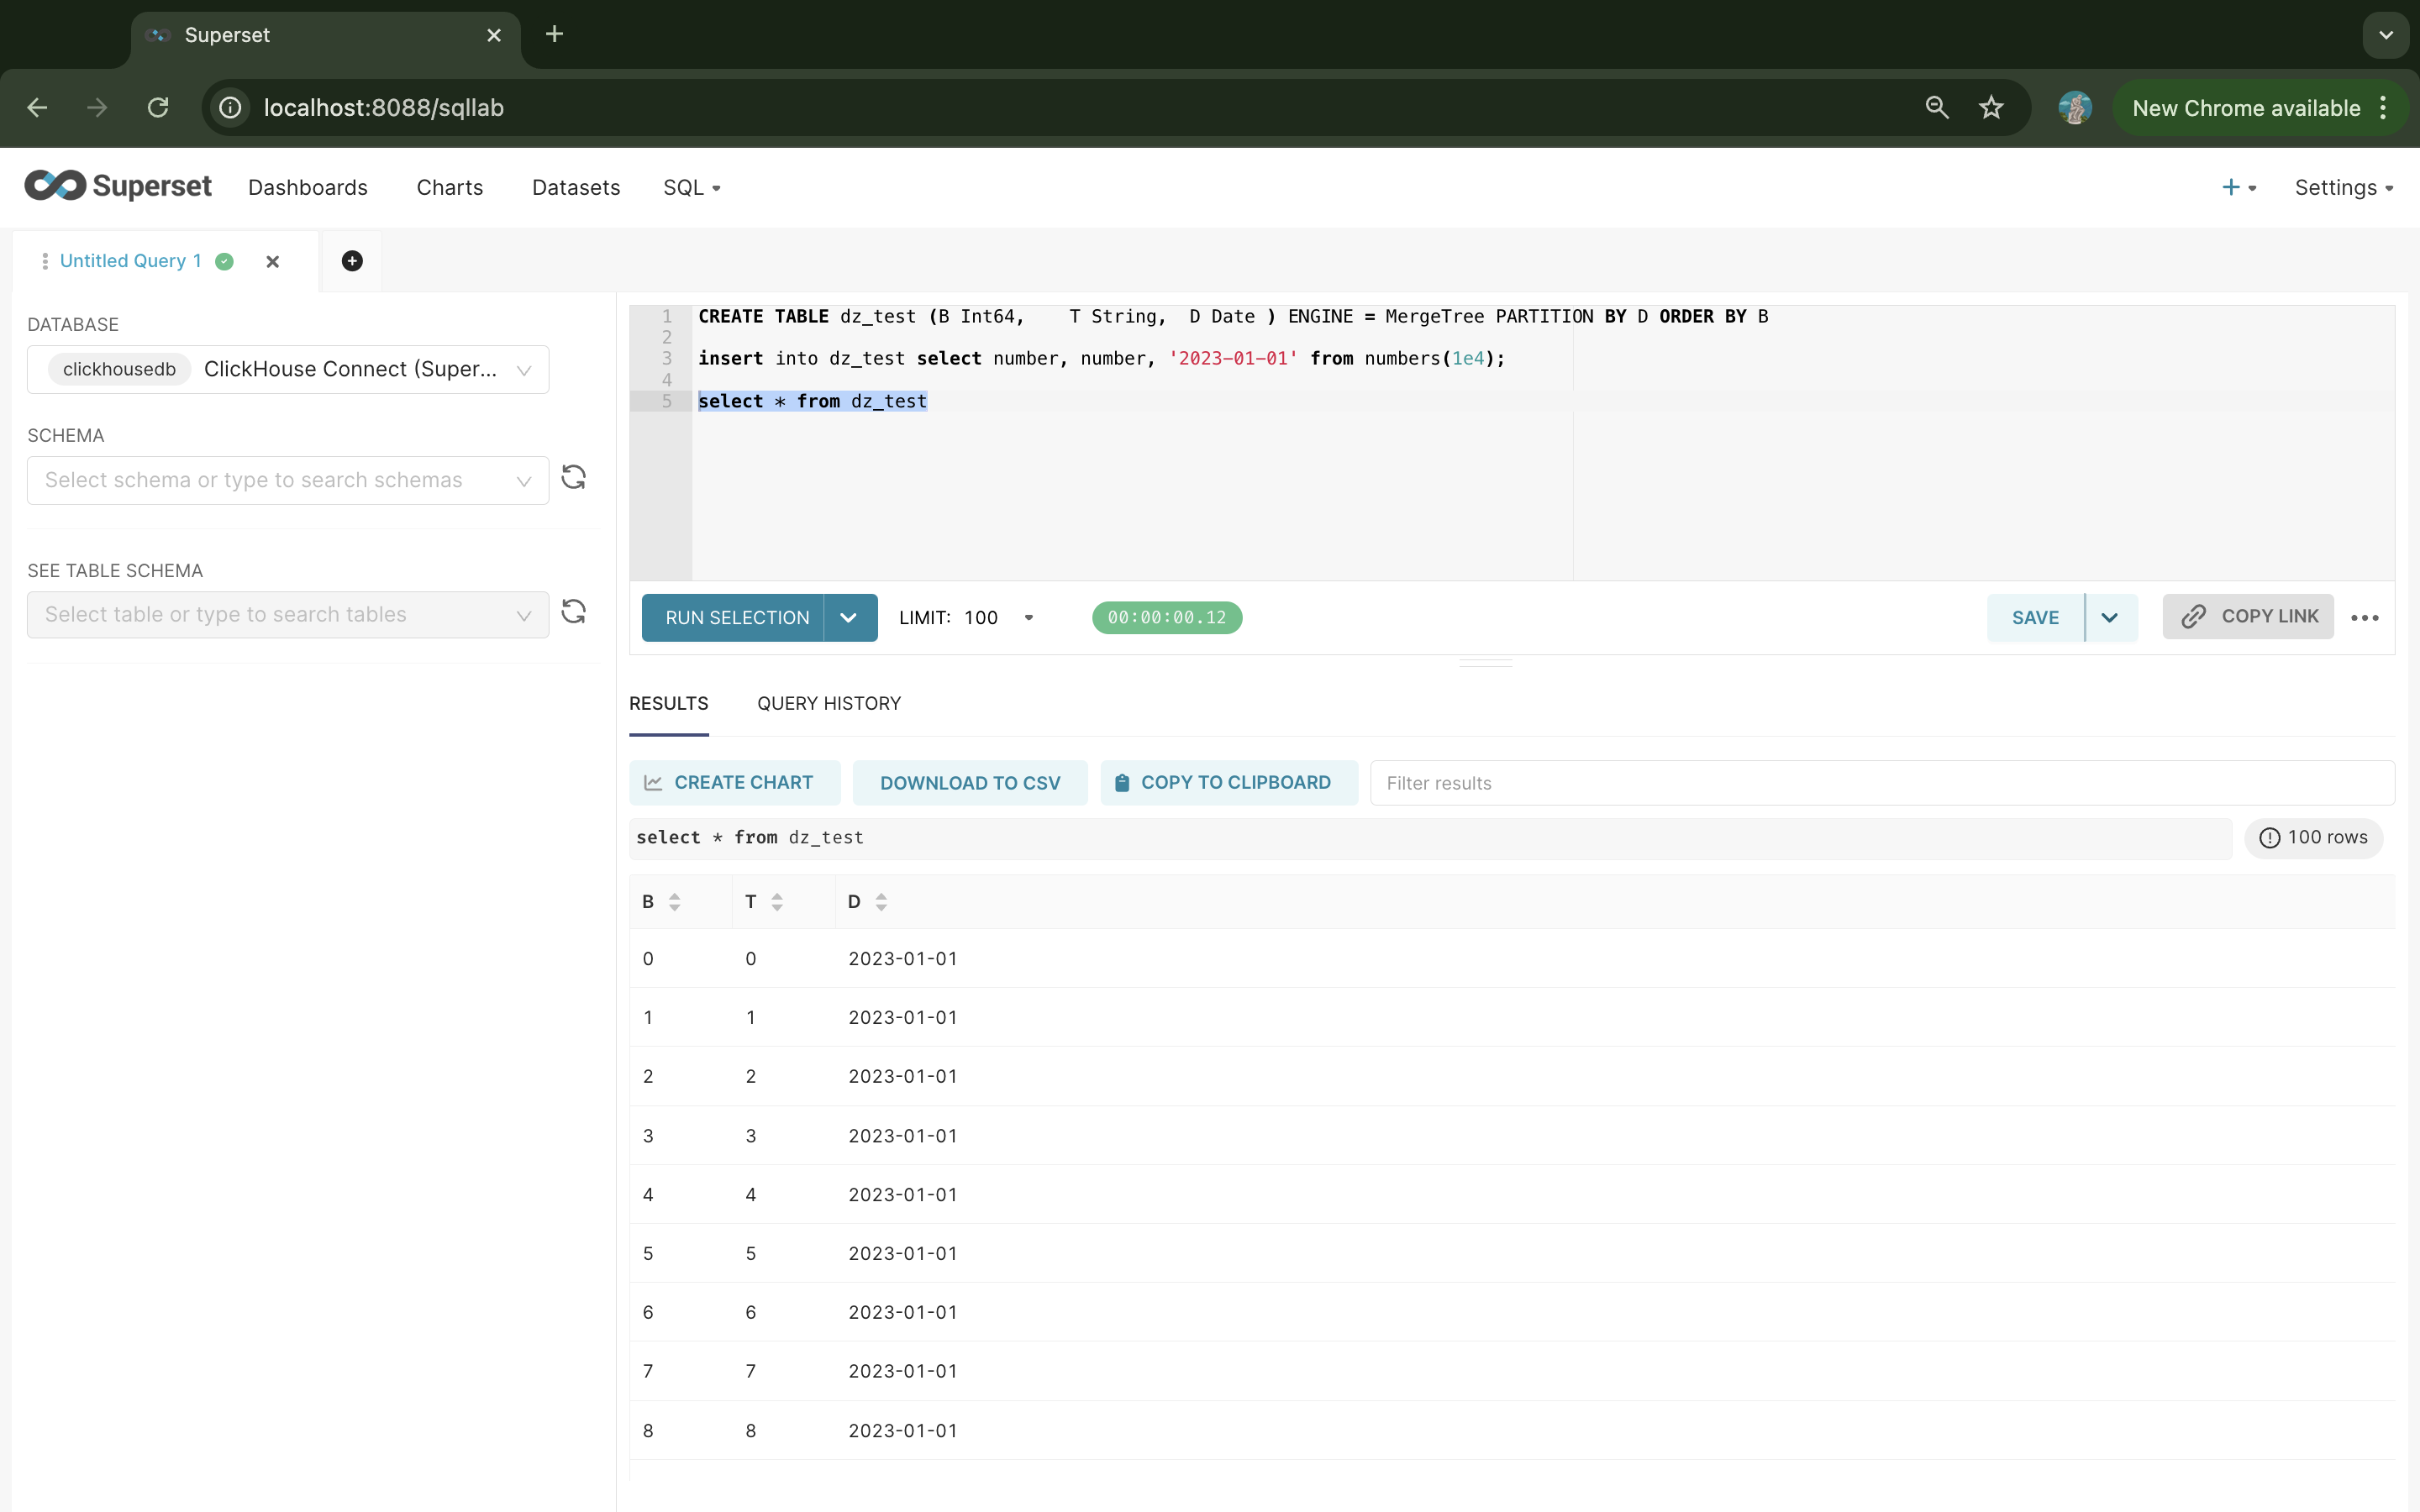 Superset
localhost:8088/sqllab
New Chrome available
Superset Dashboards Charts Datasets SQL Settings
Untitled Query 1
DATABASE
clickhousedb ClickHouse Connect (Super...
SCHEMA
Select schema or type to search schemas
SEE TABLE SCHEMA
Select table or type to search tables
1 CREATE TABLE dz_test (B Int64,    T String,  D Date ) ENGINE = MergeTree PARTITION BY D ORDER BY B
2
3 insert into dz_test select number, number, '2023-01-01' from numbers(1e4);
4
5 select * from dz_test
RUN SELECTION LIMIT: 100 00:00:00.12 SAVE COPY LINK
RESULTS QUERY HISTORY
CREATE CHART DOWNLOAD TO CSV COPY TO CLIPBOARD Filter results
select * from dz_test 100 rows
B T D
0 0 2023-01-01
1 1 2023-01-01
2 2 2023-01-01
3 3 2023-01-01
4 4 2023-01-01
5 5 2023-01-01
6 6 2023-01-01
7 7 2023-01-01
8 8 2023-01-01